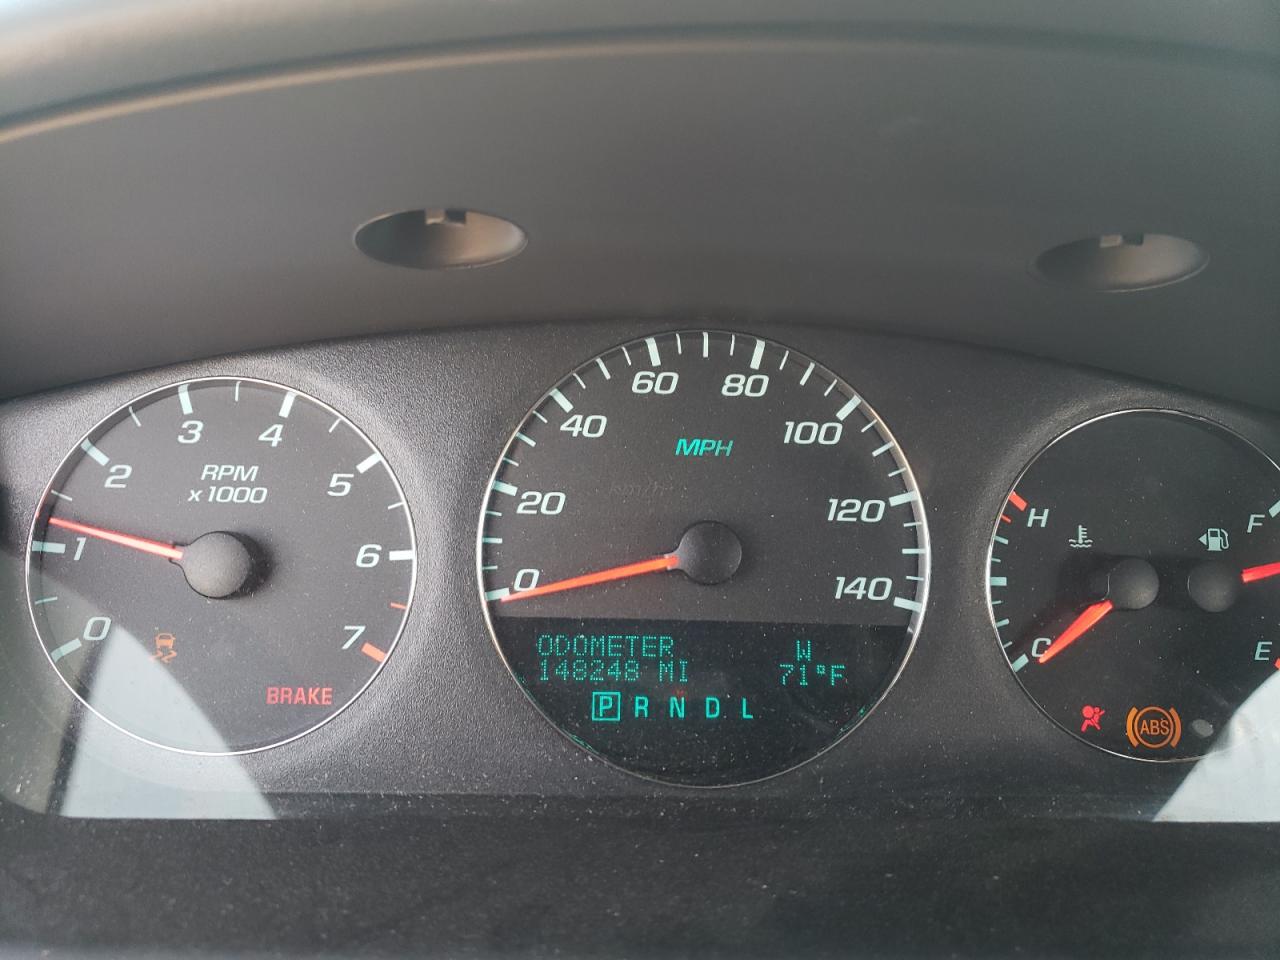 RPM
x1000
0
1
2
3
4
5
6
7
BRAKE
MPH
0
20
40
60
80
100
120
140
ODOMETER W
148248 MI 71°F
P R N D L
H
C
F
E
ABS